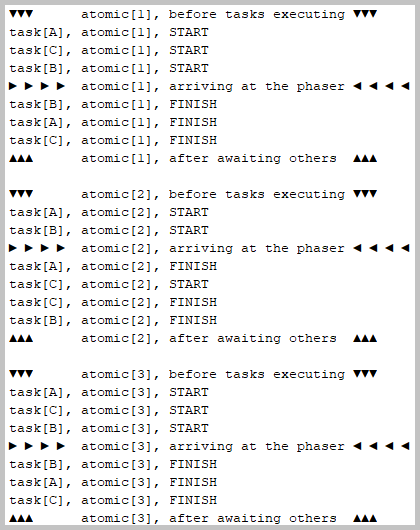 ▼▼▼      atomic[1], before tasks executing ▼▼▼
task[A], atomic[1], START
task[C], atomic[1], START
task[B], atomic[1], START
► ► ► ►  atomic[1], arriving at the phaser ◄ ◄ ◄ ◄
task[B], atomic[1], FINISH
task[A], atomic[1], FINISH
task[C], atomic[1], FINISH
▲▲▲      atomic[1], after awaiting others  ▲▲▲

▼▼▼      atomic[2], before tasks executing ▼▼▼
task[A], atomic[2], START
task[B], atomic[2], START
► ► ► ►  atomic[2], arriving at the phaser ◄ ◄ ◄ ◄
task[A], atomic[2], FINISH
task[C], atomic[2], START
task[C], atomic[2], FINISH
task[B], atomic[2], FINISH
▲▲▲      atomic[2], after awaiting others  ▲▲▲

▼▼▼      atomic[3], before tasks executing ▼▼▼
task[A], atomic[3], START
task[C], atomic[3], START
task[B], atomic[3], START
► ► ► ►  atomic[3], arriving at the phaser ◄ ◄ ◄ ◄
task[B], atomic[3], FINISH
task[A], atomic[3], FINISH
task[C], atomic[3], FINISH
▲▲▲      atomic[3], after awaiting others  ▲▲▲